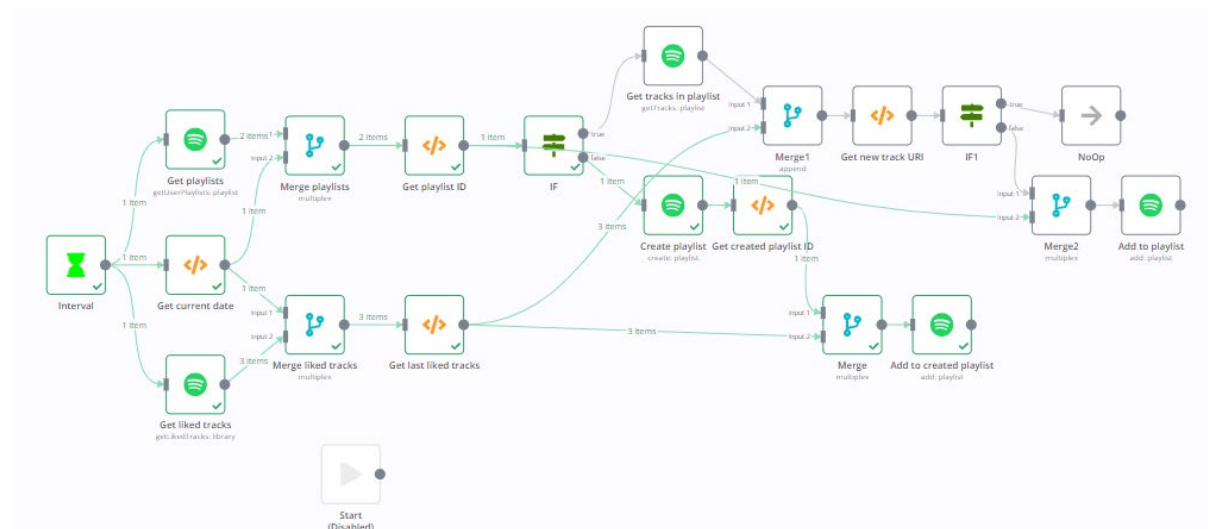 Get tracks in playlist
getTracks: playlist
true
false
1 item
Input 1
Input 2
Merge1
append
Get new track URI
IF1
true
false
NoOp
2 items
1
Input 2
Get playlists
getUserPlaylists: playlist
Merge playlists
multiplex
2 items
Get playlist ID
1 item
IF
1 item
1 item
1 item
3 items
Create playlist
create: playlist
Get created playlist ID
1 item
Input 1
Input 2
Merge2
multiplex
Add to playlist
add: playlist
Interval
1 item
Get current date
1 item
1 item
Input 1
Input 2
3 items
Merge liked tracks
multiplex
3 items
Get last liked tracks
3 items
Input 1
Input 2
Merge
multiplex
Add to created playlist
add: playlist
Get liked tracks
getLikedTracks: library
Start
(Disabled)